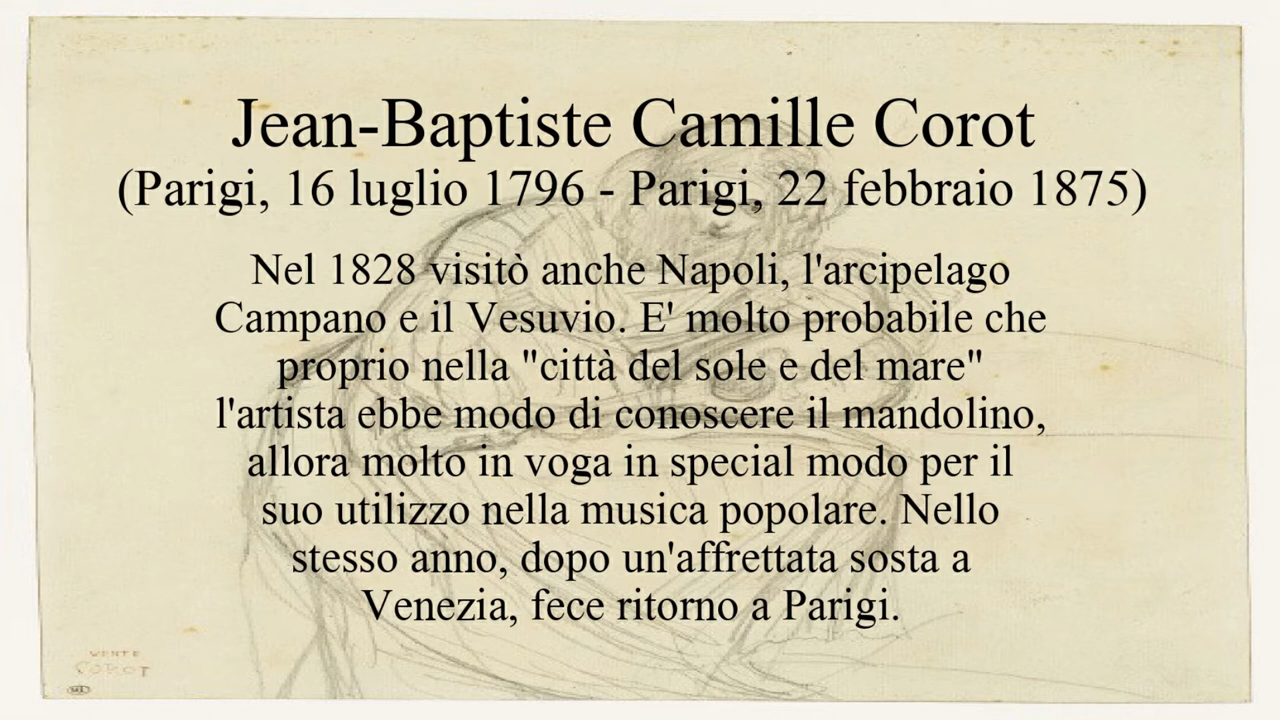 Jean-Baptiste Camille Corot
(Parigi, 16 luglio 1796 - Parigi, 22 febbraio 1875)
Nel 1828 visitò anche Napoli, l'arcipelago
Campano e il Vesuvio. E' molto probabile che
proprio nella "città del sole e del mare"
l'artista ebbe modo di conoscere il mandolino,
allora molto in voga in special modo per il
suo utilizzo nella musica popolare. Nello
stesso anno, dopo un'affrettata sosta a
Venezia, fece ritorno a Parigi.
VENTE
COROT